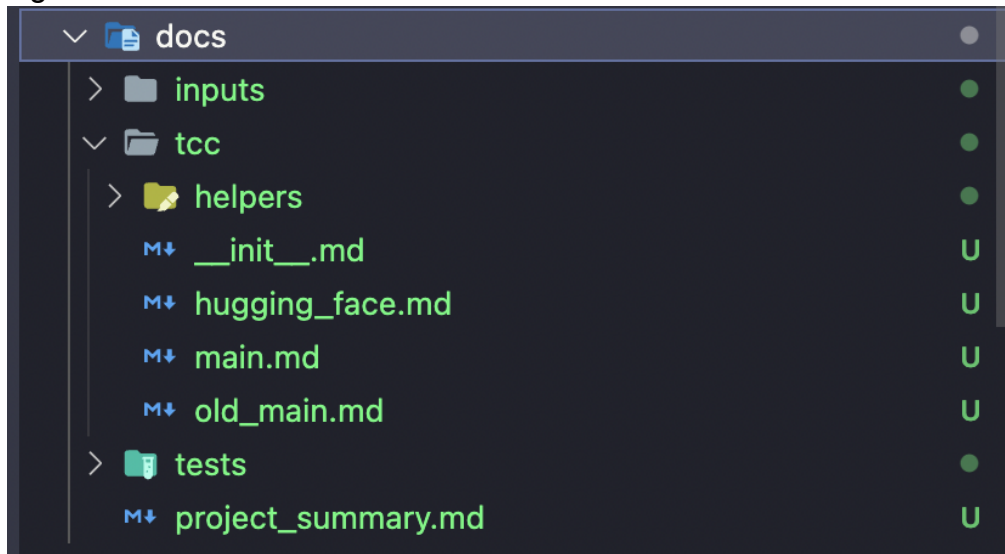 docs
inputs
tcc
helpers
M↓ __init__.md U
M↓ hugging_face.md U
M↓ main.md U
M↓ old_main.md U
tests
M↓ project_summary.md U